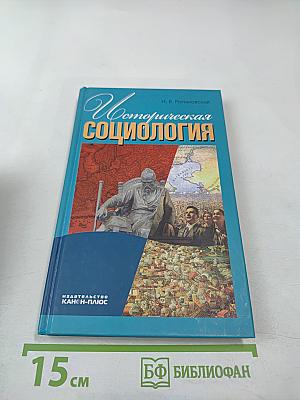 Н. В. Романовский
Историческая
СОЦИОЛОГИЯ
ИЗДАТЕЛЬСТВО
КАНОН-ПЛЮС
15 см
БФ БИБЛИОФАН